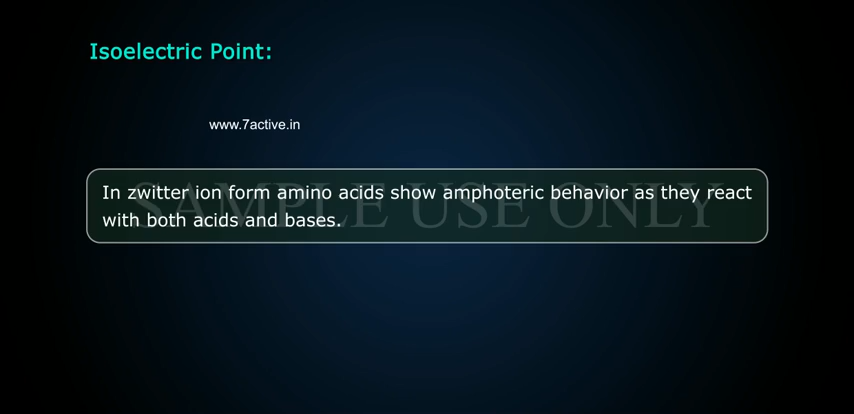 Isoelectric Point:
www.7active.in
SAMPLE USE ONLY
In zwitter ion form amino acids show amphoteric behavior as they react
with both acids and bases.